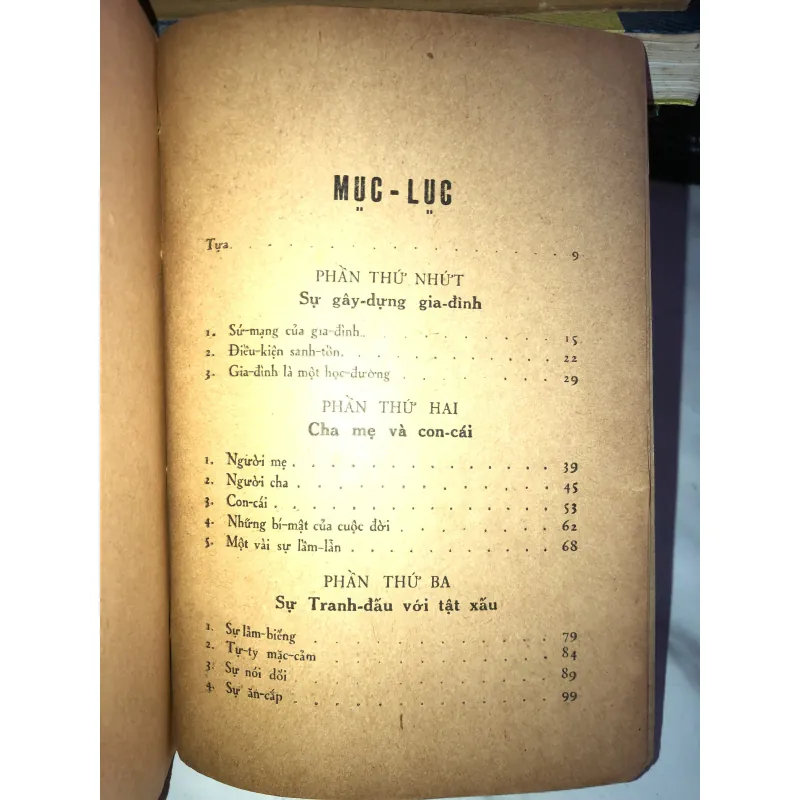 MỤC - LỤC
Tựa. . . . . . . . . . . . . . . . 9
PHẦN THỨ NHỨT
Sự gây-dựng gia-đình
1. Sứ-mạng của gia-đình. . . . . . . . . . 15
2. Điều-kiện sanh-tồn. . . . . . . . . . . 22
3. Gia-đình là một học-đường . . . . . . . . 29
PHẦN THỨ HAI
Cha mẹ và con-cái
1. Người mẹ . . . . . . . . . . . . . 39
2. Người cha . . . . . . . . . . . . . 45
3. Con-cái . . . . . . . . . . . . . . 53
4. Những bí-mật của cuộc đời . . . . . . . . 62
5. Một vài sự lầm-lẫn . . . . . . . . . . 68
PHẦN THỨ BA
Sự Tranh-đấu với tật xấu
1. Sự làm-biếng . . . . . . . . . . . . 79
2. Tự-ty mặc-cảm . . . . . . . . . . . 84
3. Sự nói dối . . . . . . . . . . . . . 89
4. Sự ăn-cắp . . . . . . . . . . . . . 99